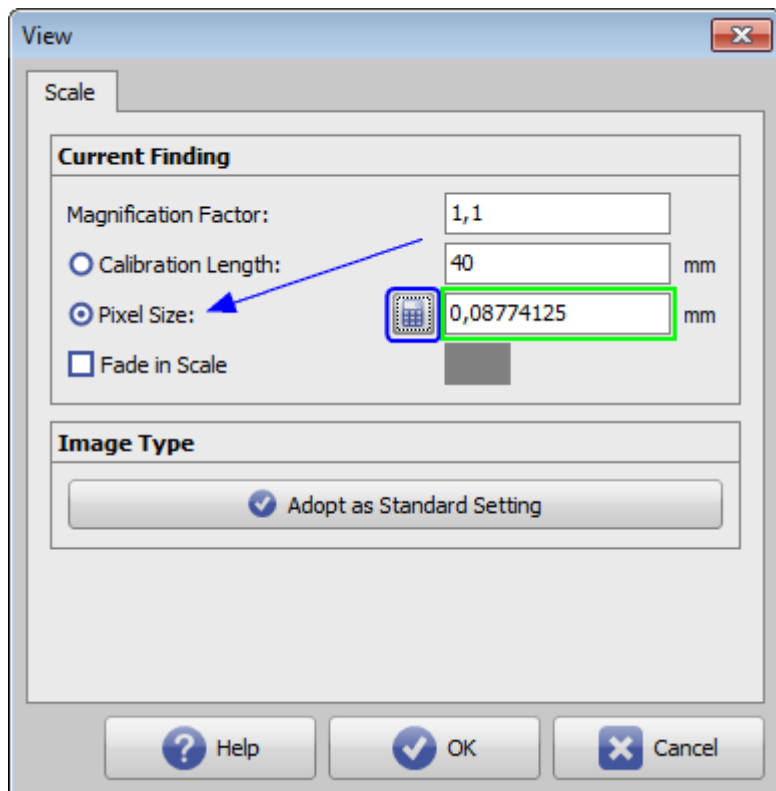 View
Scale
Current Finding
Magnification Factor: 1,1
Calibration Length: 40 mm
Pixel Size: 0,08774125 mm
Fade in Scale
Image Type
Adopt as Standard Setting
Help OK Cancel